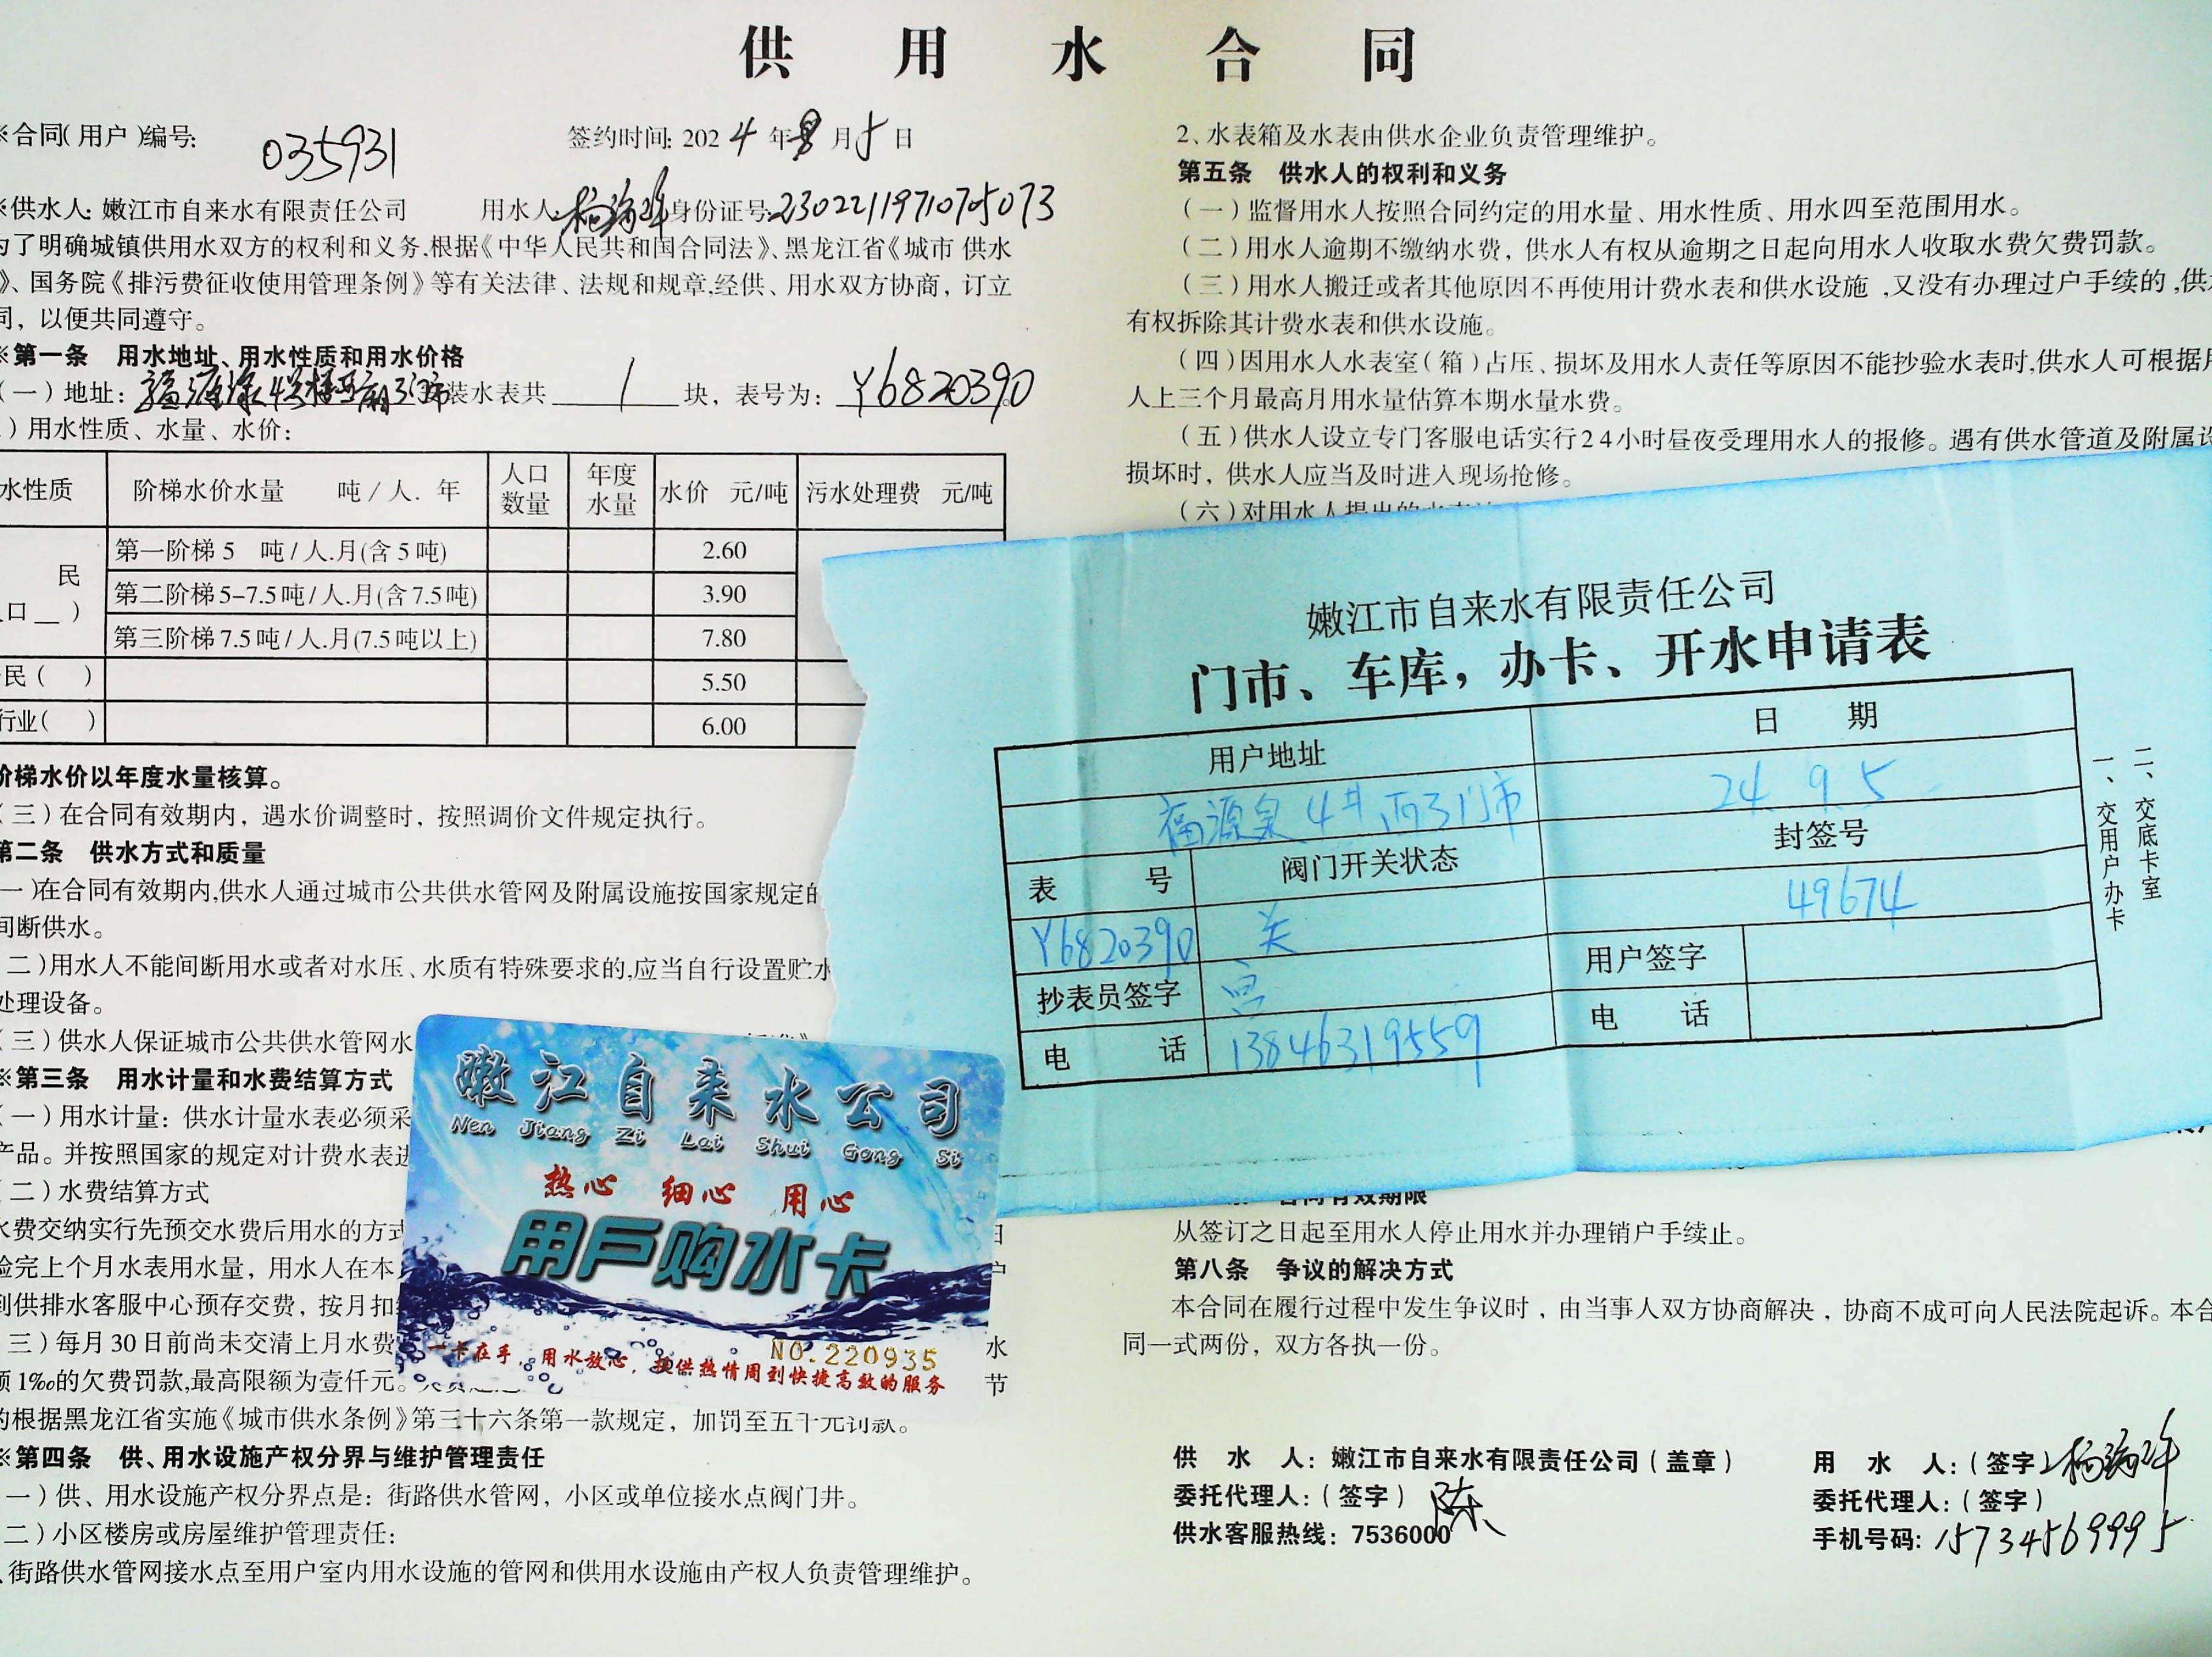 供用水合同
※合同(用户)编号: 035931 签约时间: 2024年 月5日
※供水人: 嫩江市自来水有限责任公司 用水人: 身份证号: 23022119710705073
为了明确城镇供用水双方的权利和义务,根据《中华人民共和国合同法》、黑龙江省《城市 供水
》、国务院《排污费征收使用管理条例》等有关法律、法规和规章,经供、用水双方协商，订立
同，以便共同遵守。
※第一条 用水地址、用水性质和用水价格
(一)地址: 装水表共 1 块，表号为: Y6820390
)用水性质、水量、水价:
水性质 阶梯水价水量 吨/人.年 人口数量 年度水量 水价 元/吨 污水处理费 元/吨
民
口__)
第一阶梯5 吨/人.月(含5吨) 2.60
第二阶梯5-7.5吨/人.月(含7.5吨) 3.90
第三阶梯7.5吨/人.月(7.5吨以上) 7.80
民( ) 5.50
行业( ) 6.00
阶梯水价以年度水量核算。
(三)在合同有效期内，遇水价调整时，按照调价文件规定执行。
第二条 供水方式和质量
一)在合同有效期内,供水人通过城市公共供水管网及附属设施按国家规定的
间断供水。
二)用水人不能间断用水或者对水压、水质有特殊要求的,应当自行设置贮水
处理设备。
(三)供水人保证城市公共供水管网水
※第三条 用水计量和水费结算方式
(一)用水计量: 供水计量水表必须采
产品。并按照国家的规定对计费水表进
二)水费结算方式
水费交纳实行先预交水费后用水的方式
验完上个月水表用水量，用水人在本
到供排水客服中心预存交费，按月扣
三)每月30日前尚未交清上月水费 水
额1‰的欠费罚款,最高限额为壹仟元。 节
的根据黑龙江省实施《城市供水条例》第三十六条第一款规定，加罚至五千元罚款。
※第四条 供、用水设施产权分界与维护管理责任
一)供、用水设施产权分界点是: 街路供水管网，小区或单位接水点阀门井。
二)小区楼房或房屋维护管理责任:
、街路供水管网接水点至用户室内用水设施的管网和供用水设施由产权人负责管理维护。
2、水表箱及水表由供水企业负责管理维护。
第五条 供水人的权利和义务
(一)监督用水人按照合同约定的用水量、用水性质、用水四至范围用水。
(二)用水人逾期不缴纳水费，供水人有权从逾期之日起向用水人收取水费欠费罚款。
(三)用水人搬迁或者其他原因不再使用计费水表和供水设施,又没有办理过户手续的,供
有权拆除其计费水表和供水设施。
(四)因用水人水表室(箱)占压、损坏及用水人责任等原因不能抄验水表时,供水人可根据用
人上三个月最高月用水量估算本期水量水费。
(五)供水人设立专门客服电话实行24小时昼夜受理用水人的报修。遇有供水管道及附属设
损坏时，供水人应当及时进入现场抢修。
(六)对用水人提出的水表
嫩江市自来水有限责任公司
门市、车库，办卡、开水申请表
用户地址 日期
福源泉4#西3门市 24.9.5
表号 阀门开关状态 封签号
Y6820390 关 49674
抄表员签字 宫 用户签字
电话 13846319559 电话
一、交用户办卡
二、交底卡室
嫩江自来水公司
Nen Jiang Zi Lai Shui Gong Si
热心 细心 用心
用户购水卡
NO.220935
一卡在手，用水放心，提供热情周到快捷高效的服务
合同有效期限
从签订之日起至用水人停止用水并办理销户手续止。
第八条 争议的解决方式
本合同在履行过程中发生争议时，由当事人双方协商解决，协商不成可向人民法院起诉。本合
同一式两份，双方各执一份。
供水人: 嫩江市自来水有限责任公司(盖章) 用水人:(签字)
委托代理人:(签字) 陈 委托代理人:(签字)
供水客服热线: 7536000 手机号码: 15734569995